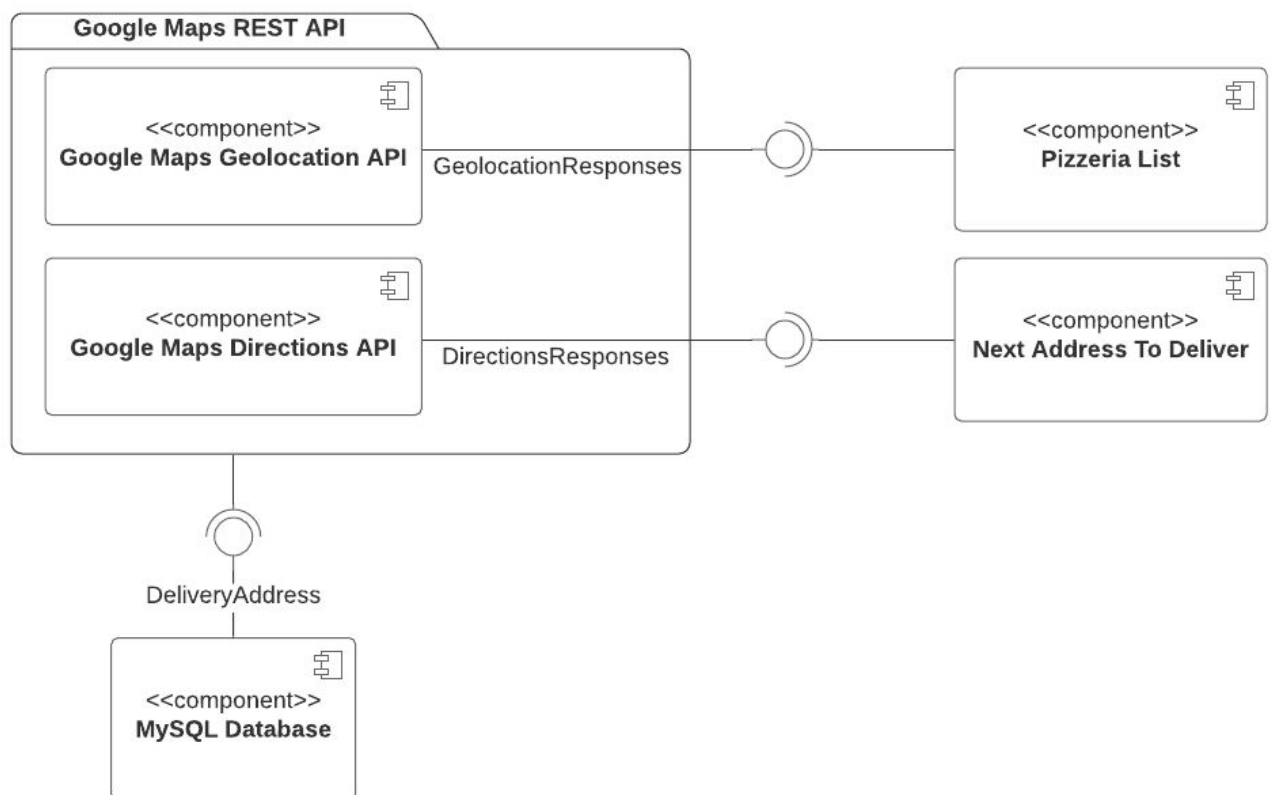 Google Maps REST API
<<component>>
Google Maps Geolocation API
GeolocationResponses
<<component>>
Pizzeria List
<<component>>
Google Maps Directions API
DirectionsResponses
<<component>>
Next Address To Deliver
DeliveryAddress
<<component>>
MySQL Database